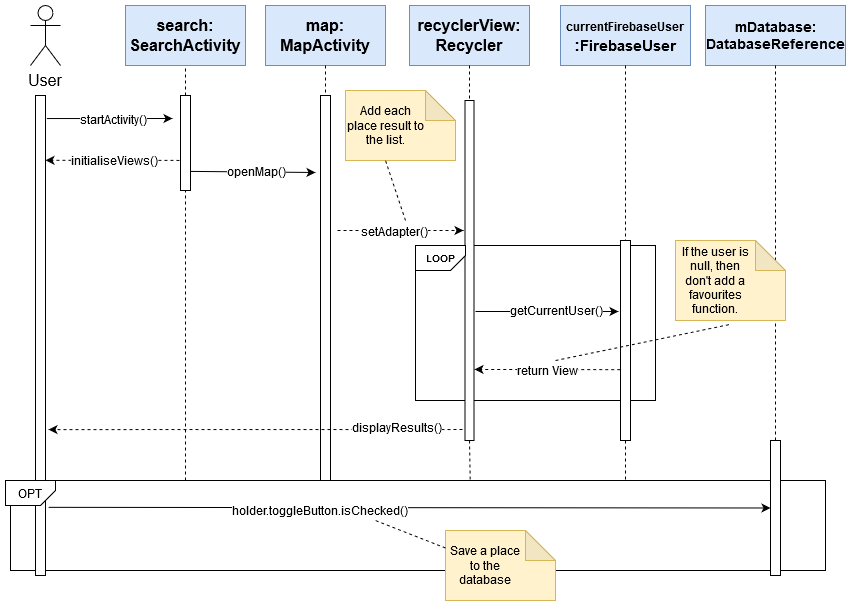 User
search:
SearchActivity
map:
MapActivity
recyclerView:
Recycler
currentFirebaseUser
:FirebaseUser
mDatabase:
DatabaseReference
startActivity()
initialiseViews()
openMap()
Add each
place result to
the list.
setAdapter()
LOOP
If the user is
null, then
don't add a
favourites
function.
getCurrentUser()
return View
displayResults()
OPT
holder.toggleButton.isChecked()
Save a place
to the
database